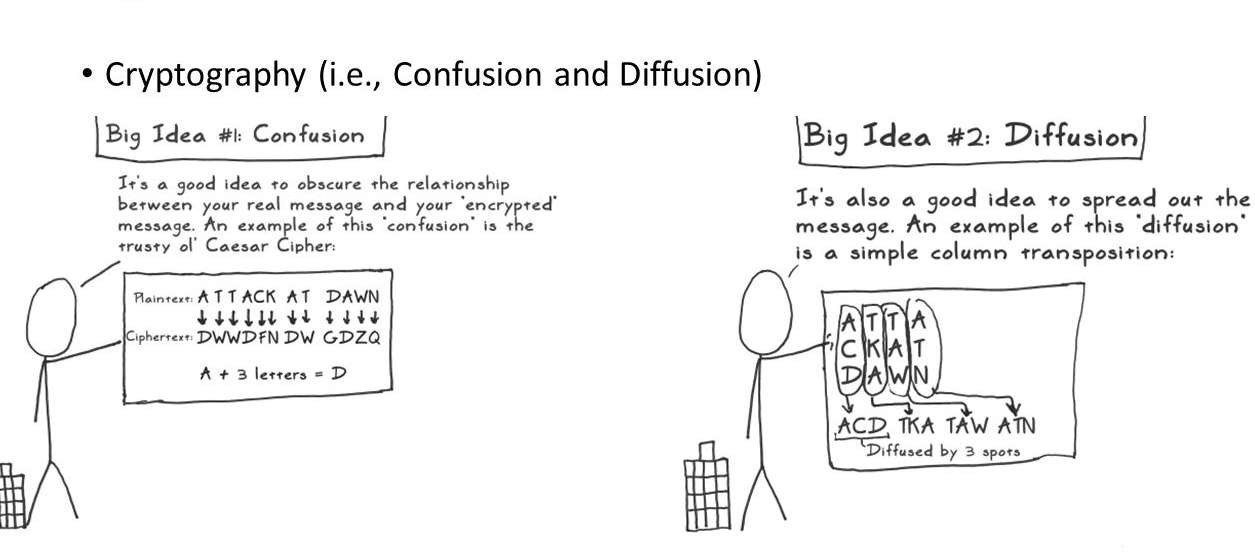 • Cryptography (i.e., Confusion and Diffusion)
Big Idea #1: Confusion
It's a good idea to obscure the relationship
between your real message and your "encrypted"
message. An example of this "confusion" is the
trusty ol' Caesar Cipher:
Plaintext: ATTACK AT DAWN
Ciphertext: DWWDFN DW GDZQ
A + 3 letters = D
Big Idea #2: Diffusion
It's also a good idea to spread out the
message. An example of this "diffusion"
is a simple column transposition:
A T T A
C K A T
D A W N
ACD TKA TAW ATN
Diffused by 3 spots